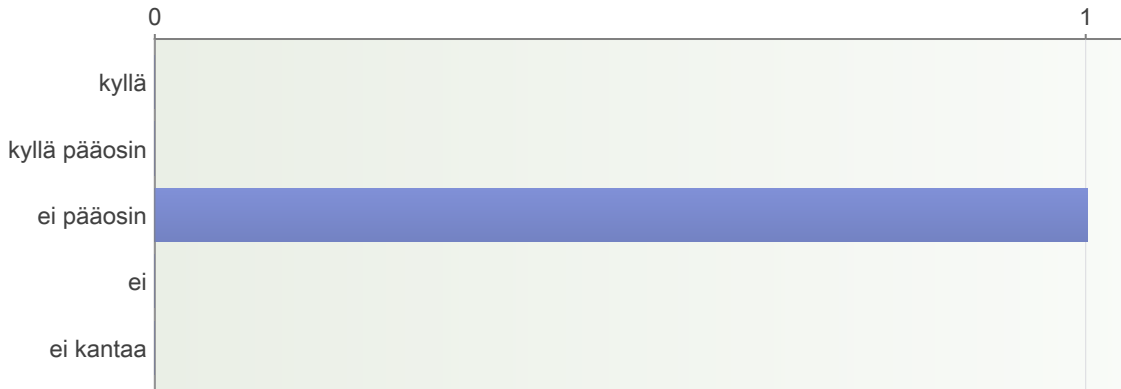 0 1
kyllä
kyllä pääosin
ei pääosin
ei
ei kantaa